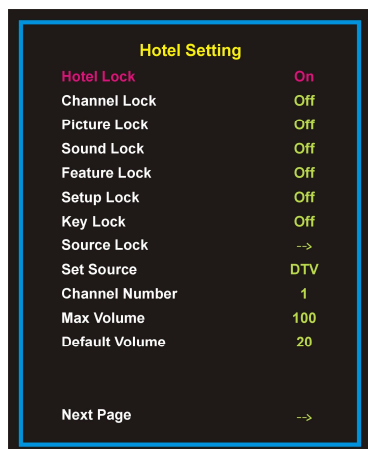 Hotel Setting
Hotel Lock On
Channel Lock Off
Picture Lock Off
Sound Lock Off
Feature Lock Off
Setup Lock Off
Key Lock Off
Source Lock -->
Set Source DTV
Channel Number 1
Max Volume 100
Default Volume 20
Next Page -->